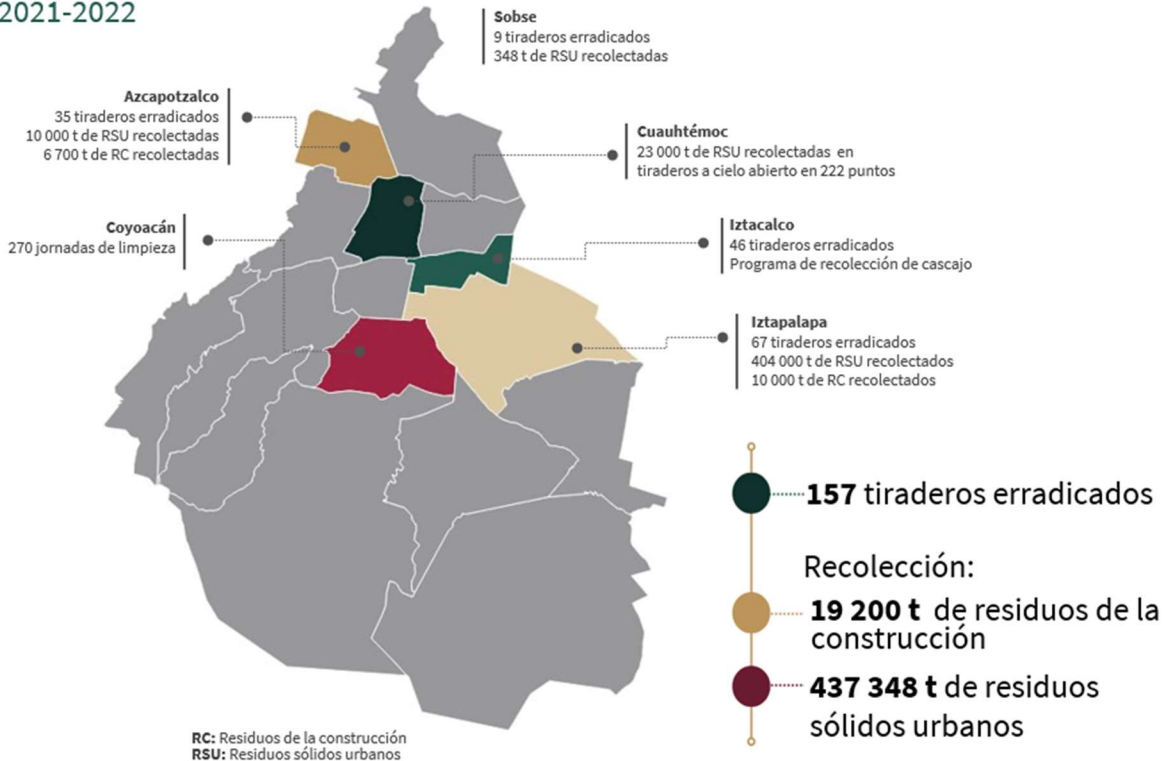 2021-2022
Sobse
9 tiraderos erradicados
348 t de RSU recolectadas
Azcapotzalco
35 tiraderos erradicados
10 000 t de RSU recolectadas
6 700 t de RC recolectadas
Cuauhtémoc
23 000 t de RSU recolectadas en
tiraderos a cielo abierto en 222 puntos
Coyoacán
270 jornadas de limpieza
Iztacalco
46 tiraderos erradicados
Programa de recolección de cascajo
Iztapalapa
67 tiraderos erradicados
404 000 t de RSU recolectados
10 000 t de RC recolectados
157 tiraderos erradicados
Recolección:
19 200 t de residuos de la
construcción
437 348 t de residuos
sólidos urbanos
RC: Residuos de la construcción
RSU: Residuos sólidos urbanos